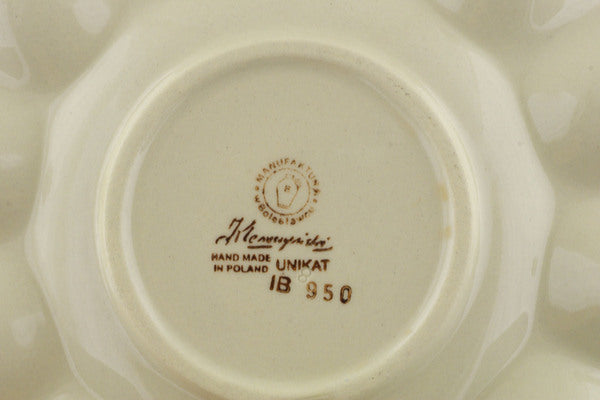 MANUFAKTURA
w Bolesławcu
HAND MADE
IN POLAND UNIKAT
IB 950